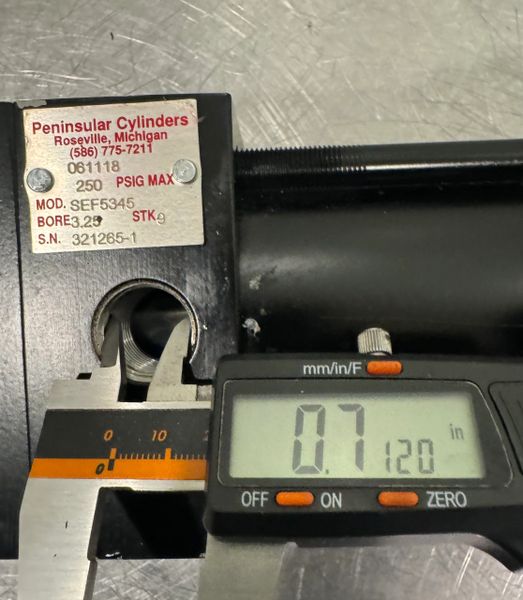 Peninsular Cylinders
Roseville, Michigan
(586) 775-7211
061118
250 PSIG MAX
MOD. SEF5345
BORE 3.25 STK 9
S.N. 321265-1
mm/in/F
0 10
0
0.7120 in
OFF ON ZERO